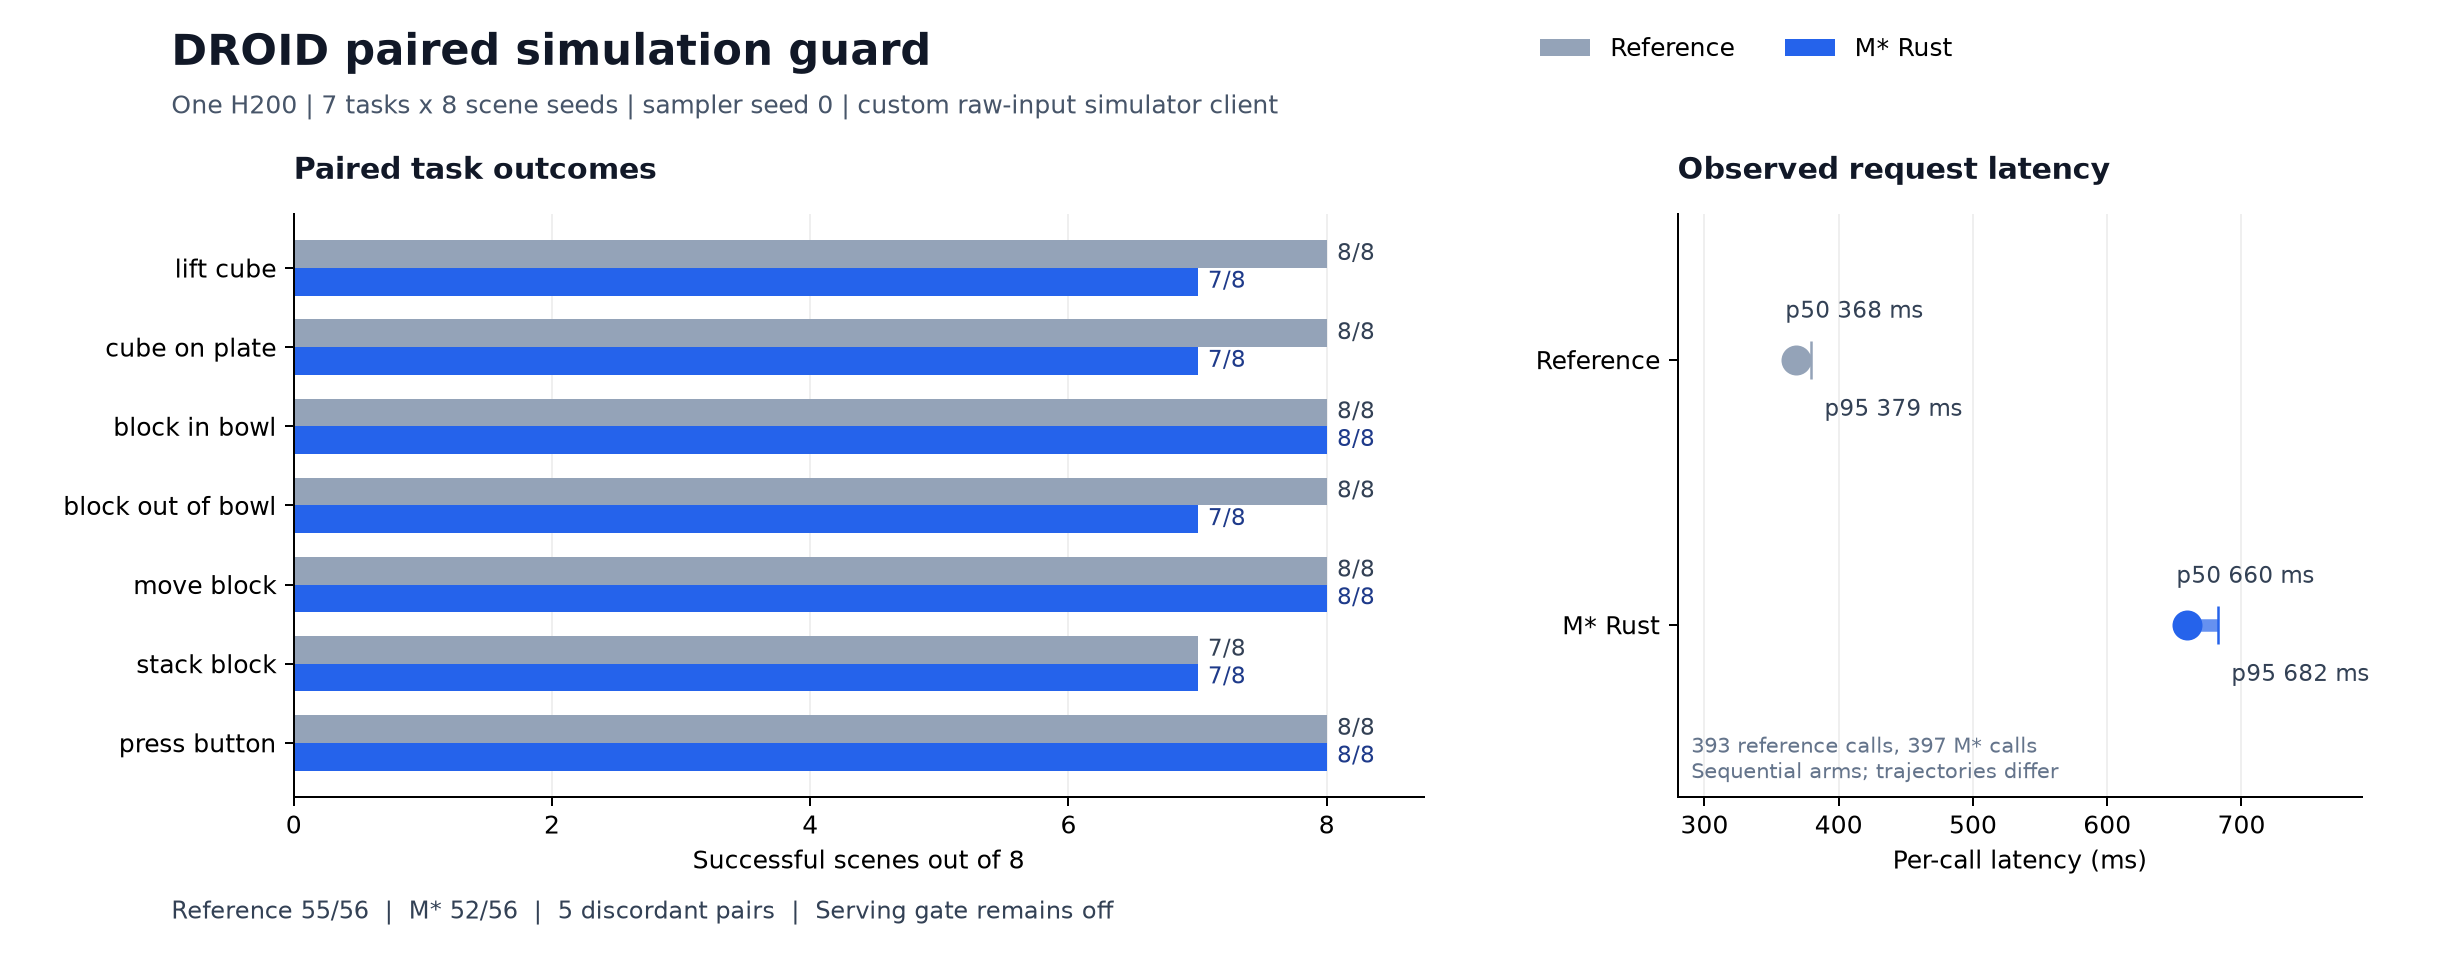 DROID paired simulation guard
Reference
M* Rust
One H200 | 7 tasks x 8 scene seeds | sampler seed 0 | custom raw-input simulator client
Paired task outcomes
lift cube
8/8
7/8
cube on plate
8/8
7/8
block in bowl
8/8
8/8
block out of bowl
8/8
7/8
move block
8/8
8/8
stack block
7/8
7/8
press button
8/8
8/8
0 2 4 6 8
Successful scenes out of 8
Observed request latency
p50 368 ms
Reference
p95 379 ms
p50 660 ms
M* Rust
p95 682 ms
393 reference calls, 397 M* calls
Sequential arms; trajectories differ
300 400 500 600 700
Per-call latency (ms)
Reference 55/56 | M* 52/56 | 5 discordant pairs | Serving gate remains off